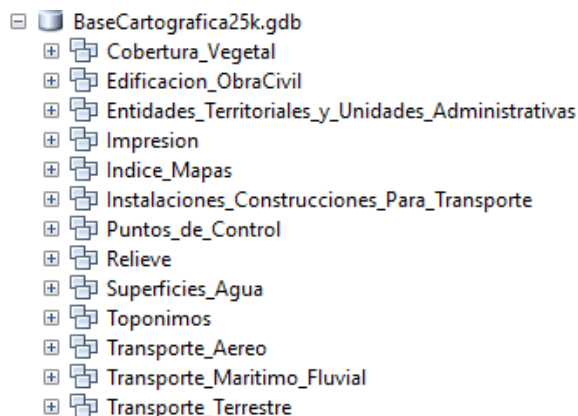 BaseCartografica25k.gdb
Cobertura_Vegetal
Edificacion_ObraCivil
Entidades_Territoriales_y_Unidades_Administrativas
Impresion
Indice_Mapas
Instalaciones_Construcciones_Para_Transporte
Puntos_de_Control
Relieve
Superficies_Agua
Toponimos
Transporte_Aereo
Transporte_Maritimo_Fluvial
Transporte_Terrestre